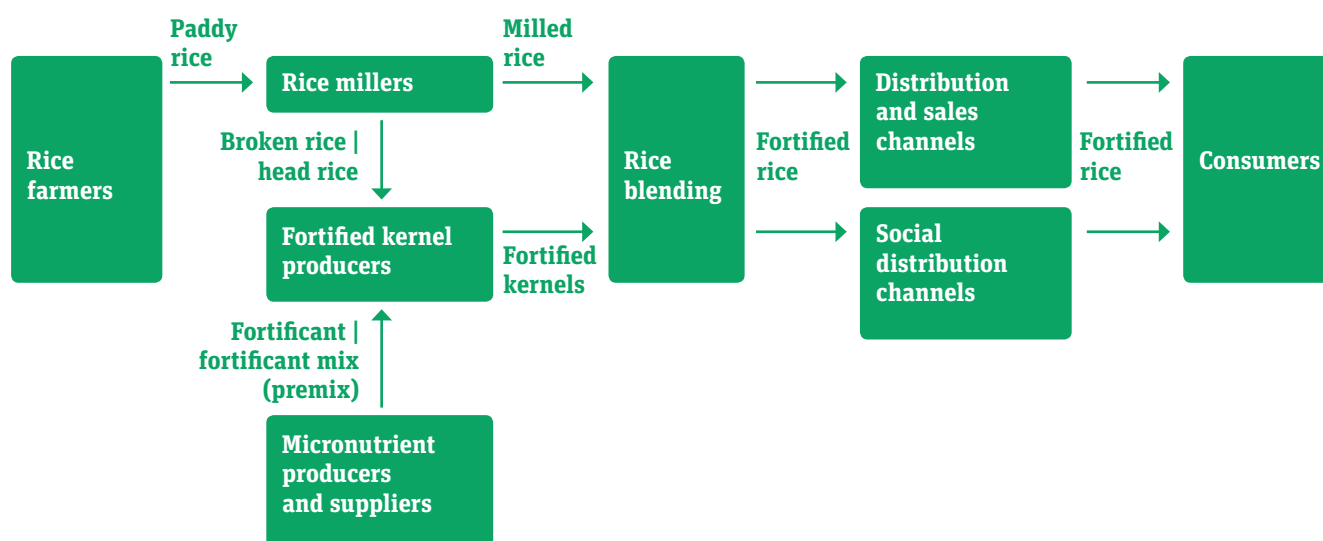 Paddy
rice
Milled
rice
Rice
farmers
Rice millers
Broken rice |
head rice
Fortified kernel
producers
Fortified
kernels
Fortificant |
fortificant mix
(premix)
Micronutrient
producers
and suppliers
Rice
blending
Fortified
rice
Distribution
and sales
channels
Social
distribution
channels
Fortified
rice
Consumers